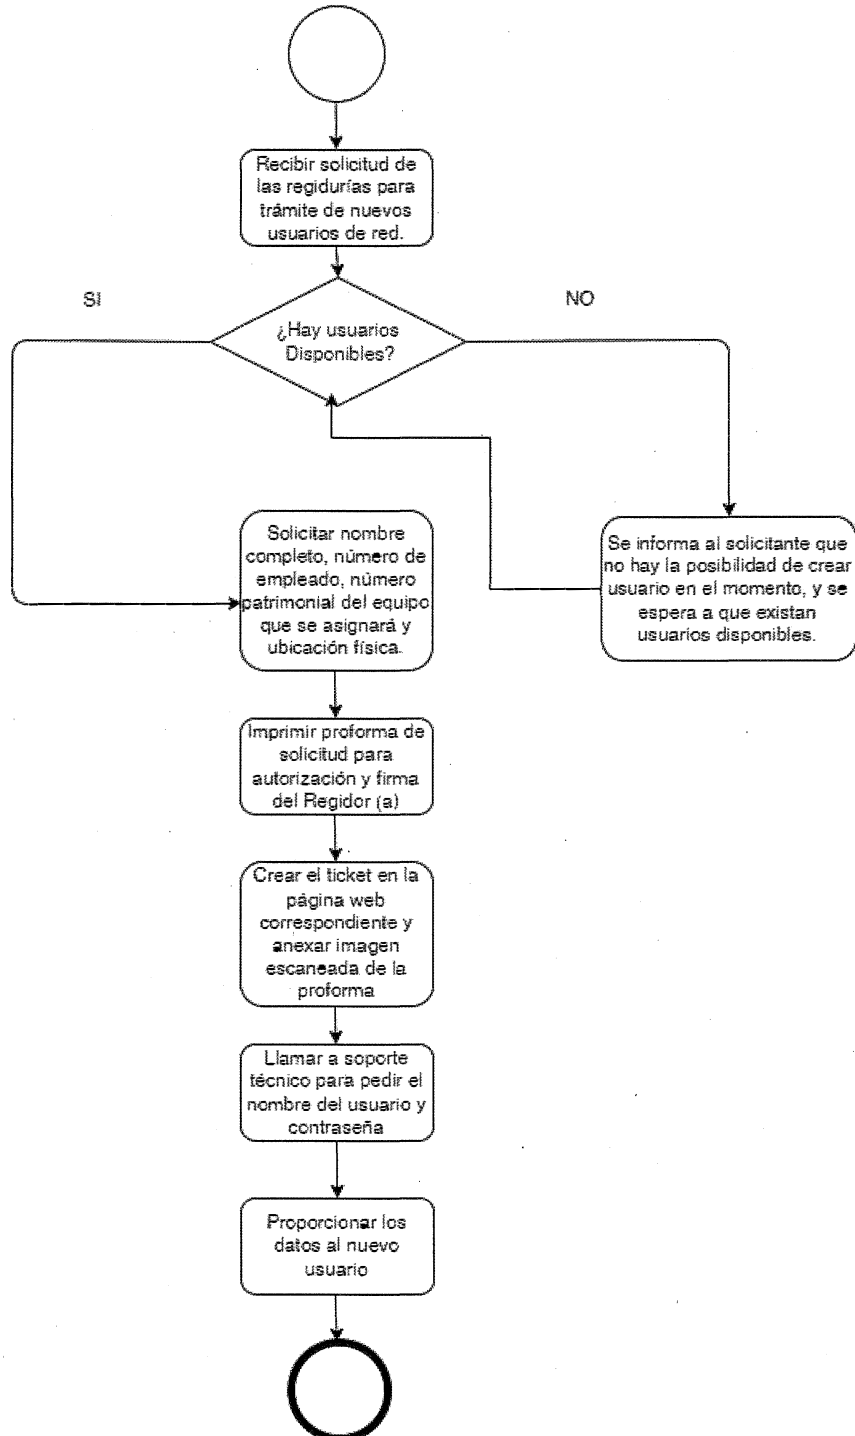 Recibir solicitud de
las regidurías para
trámite de nuevos
usuarios de red.
SI
NO
¿Hay usuarios
Disponibles?
Solicitar nombre
completo, número de
empleado, número
patrimonial del equipo
que se asignará y
ubicación física.
Se informa al solicitante que
no hay la posibilidad de crear
usuario en el momento, y se
espera a que existan
usuarios disponibles.
Imprimir proforma de
solicitud para
autorización y firma
del Regidor (a)
Crear el ticket en la
página web
correspondiente y
anexar imagen
escaneada de la
proforma
Llamar a soporte
técnico para pedir el
nombre del usuario y
contraseña
Proporcionar los
datos al nuevo
usuario